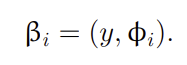 βᵢ = (y, ϕᵢ).